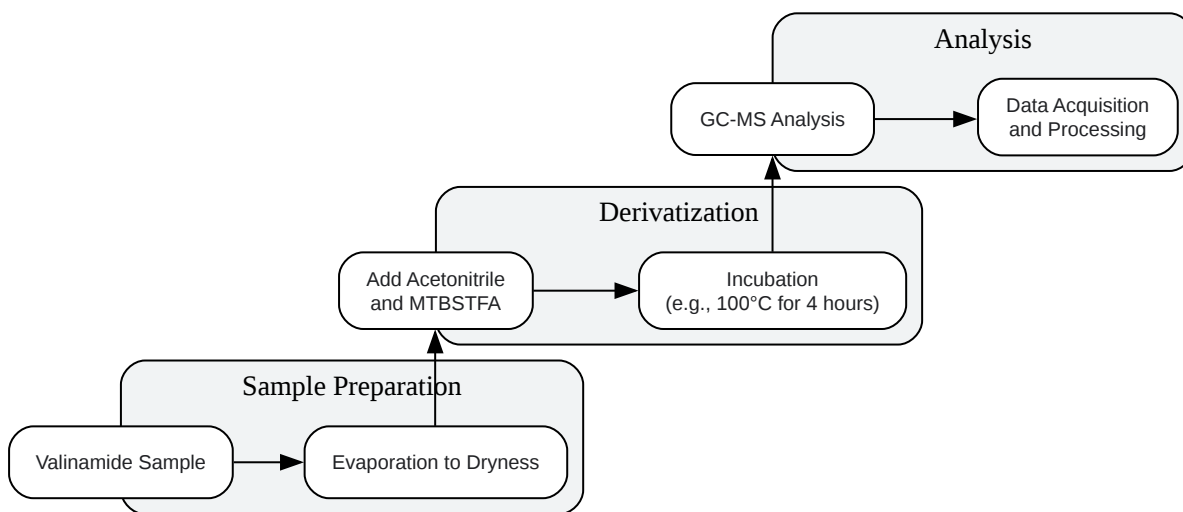 Analysis
GC-MS Analysis
Data Acquisition
and Processing
Derivatization
Add Acetonitrile
and MTBSTFA
Incubation
(e.g., 100°C for 4 hours)
Sample Preparation
Valinamide Sample
Evaporation to Dryness